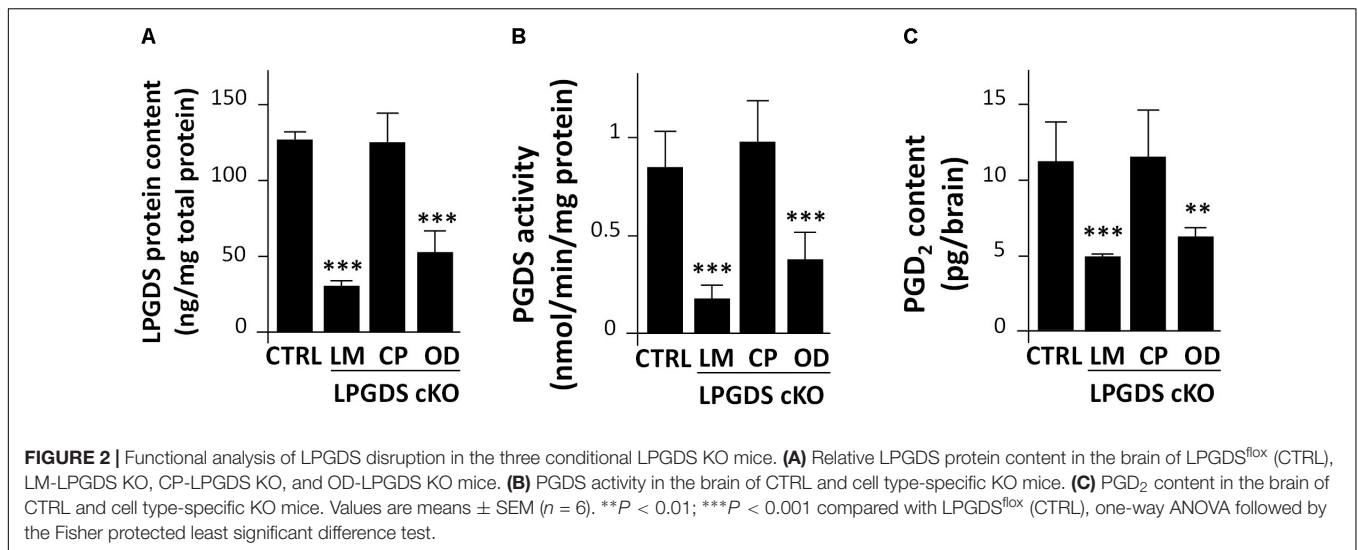 A
LPGDS protein content
(ng/mg total protein)
150
100
50
0
***
***
CTRL LM CP OD
LPGDS cKO
B
PGDS activity
(nmol/min/mg protein)
1
0.5
0
***
***
CTRL LM CP OD
LPGDS cKO
C
PGD₂ content
(pg/brain)
15
10
5
0
***
**
CTRL LM CP OD
LPGDS cKO
FIGURE 2 | Functional analysis of LPGDS disruption in the three conditional LPGDS KO mice. (A) Relative LPGDS protein content in the brain of LPGDSflox (CTRL),
LM-LPGDS KO, CP-LPGDS KO, and OD-LPGDS KO mice. (B) PGDS activity in the brain of CTRL and cell type-specific KO mice. (C) PGD₂ content in the brain of
CTRL and cell type-specific KO mice. Values are means ± SEM (n = 6). **P < 0.01; ***P < 0.001 compared with LPGDSflox (CTRL), one-way ANOVA followed by
the Fisher protected least significant difference test.